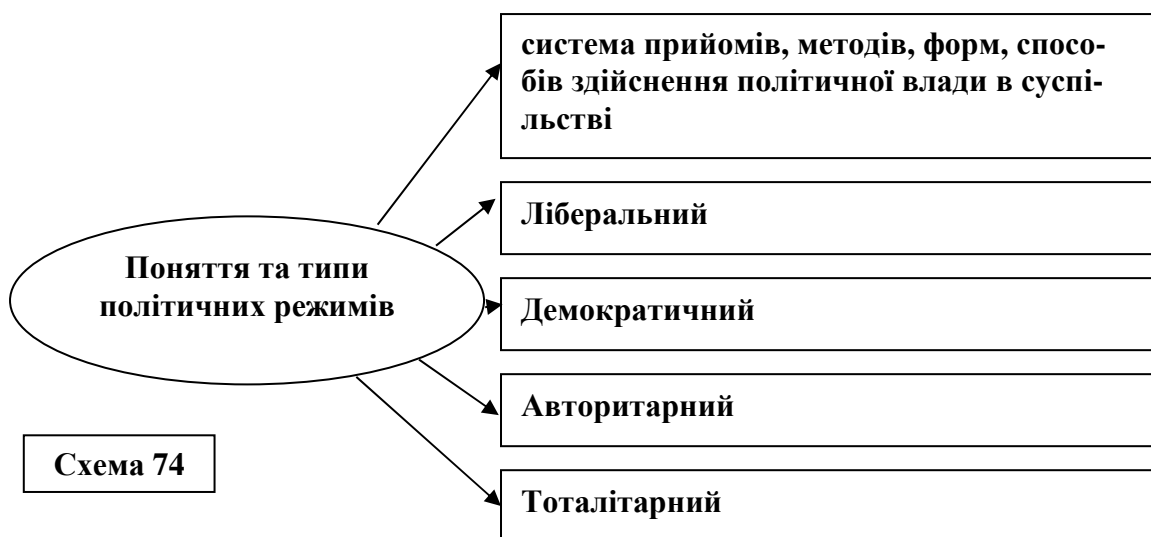 система прийомів, методів, форм, спосо-
бів здійснення політичної влади в суспі-
льстві
Ліберальний
Поняття та типи
політичних режимів
Демократичний
Авторитарний
Схема 74
Тоталітарний